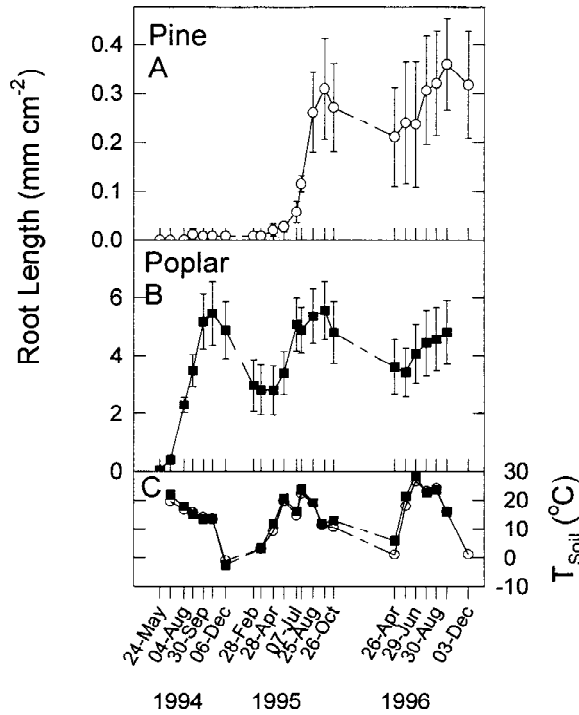 Pine
A
0.4
0.3
0.2
0.1
0.0
Root Length (mm cm-2)
Poplar
B
6
4
2
0
C
30
20
10
0
-10
TSoil (oC)
24-May
04-Aug
30-Sep
06-Dec
28-Feb
28-Apr
07-Jul
25-Aug
26-Oct
26-Apr
29-Jun
30-Aug
03-Dec
1994 1995 1996